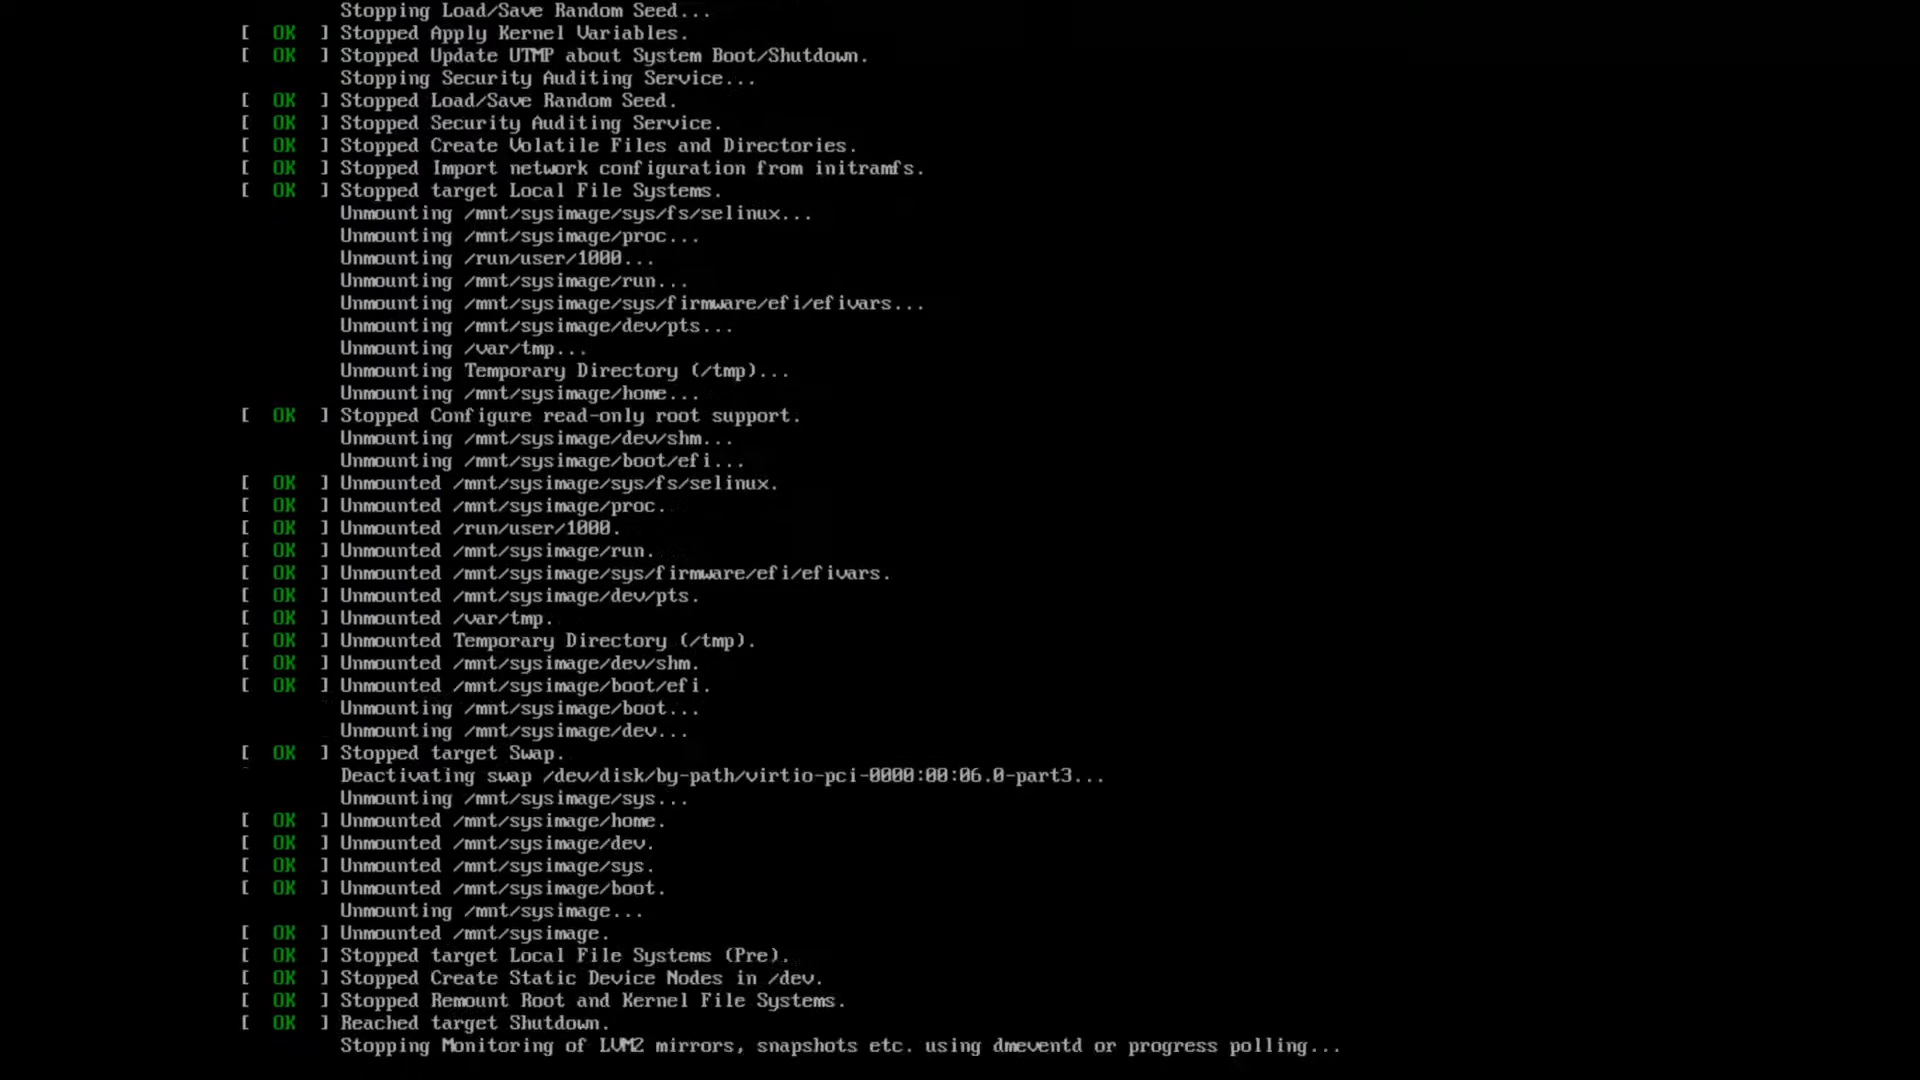 Stopping Load/Save Random Seed...
[ OK ] Stopped Apply Kernel Variables.
[ OK ] Stopped Update UTMP about System Boot/Shutdown.
Stopping Security Auditing Service...
[ OK ] Stopped Load/Save Random Seed.
[ OK ] Stopped Security Auditing Service.
[ OK ] Stopped Create Volatile Files and Directories.
[ OK ] Stopped Import network configuration from initramfs.
[ OK ] Stopped target Local File Systems.
Unmounting /mnt/sysimage/sys/fs/selinux...
Unmounting /mnt/sysimage/proc...
Unmounting /run/user/1000...
Unmounting /mnt/sysimage/run...
Unmounting /mnt/sysimage/sys/firmware/efi/efivars...
Unmounting /mnt/sysimage/dev/pts...
Unmounting /var/tmp...
Unmounting Temporary Directory (/tmp)...
Unmounting /mnt/sysimage/home...
[ OK ] Stopped Configure read-only root support.
Unmounting /mnt/sysimage/dev/shm...
Unmounting /mnt/sysimage/boot/efi...
[ OK ] Unmounted /mnt/sysimage/sys/fs/selinux.
[ OK ] Unmounted /mnt/sysimage/proc.
[ OK ] Unmounted /run/user/1000.
[ OK ] Unmounted /mnt/sysimage/run.
[ OK ] Unmounted /mnt/sysimage/sys/firmware/efi/efivars.
[ OK ] Unmounted /mnt/sysimage/dev/pts.
[ OK ] Unmounted /var/tmp.
[ OK ] Unmounted Temporary Directory (/tmp).
[ OK ] Unmounted /mnt/sysimage/dev/shm.
[ OK ] Unmounted /mnt/sysimage/boot/efi.
Unmounting /mnt/sysimage/boot...
Unmounting /mnt/sysimage/dev...
[ OK ] Stopped target Swap.
Deactivating swap /dev/disk/by-path/virtio-pci-0000:00:06.0-part3...
Unmounting /mnt/sysimage/sys...
[ OK ] Unmounted /mnt/sysimage/home.
[ OK ] Unmounted /mnt/sysimage/dev.
[ OK ] Unmounted /mnt/sysimage/sys.
[ OK ] Unmounted /mnt/sysimage/boot.
Unmounting /mnt/sysimage...
[ OK ] Unmounted /mnt/sysimage.
[ OK ] Stopped target Local File Systems (Pre).
[ OK ] Stopped Create Static Device Nodes in /dev.
[ OK ] Stopped Remount Root and Kernel File Systems.
[ OK ] Reached target Shutdown.
Stopping Monitoring of LVM2 mirrors, snapshots etc. using dmeventd or progress polling...